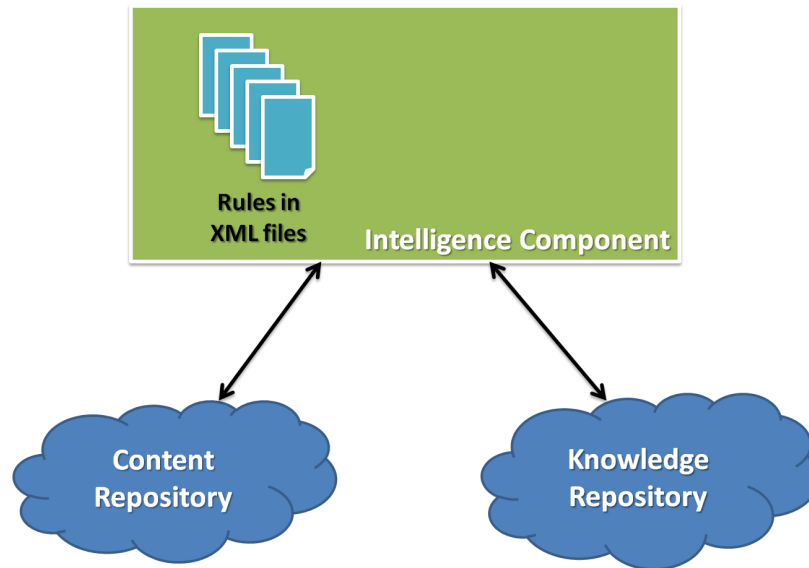 Rules in
XML files
Intelligence Component
Content
Repository
Knowledge
Repository